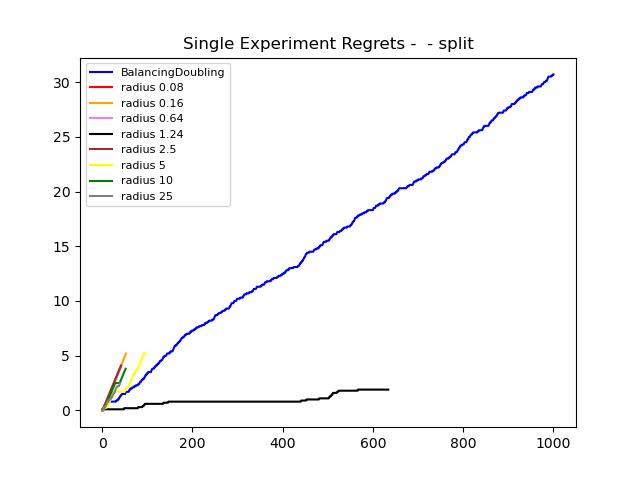 Single Experiment Regrets -  - split
BalancingDoubling
radius 0.08
radius 0.16
radius 0.64
radius 1.24
radius 2.5
radius 5
radius 10
radius 25
30
25
20
15
10
5
0
0 200 400 600 800 1000